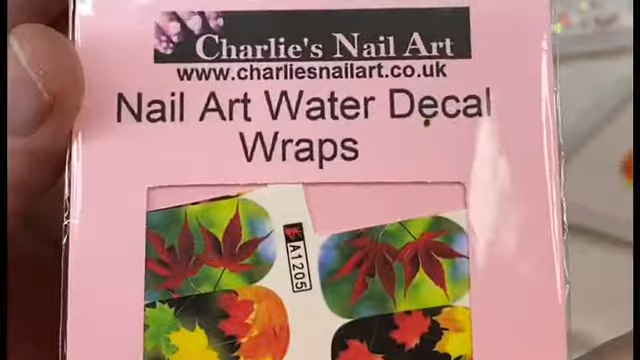 Charlie's Nail Art
www.charliesnailart.co.uk
Nail Art Water Decal
Wraps
A1205